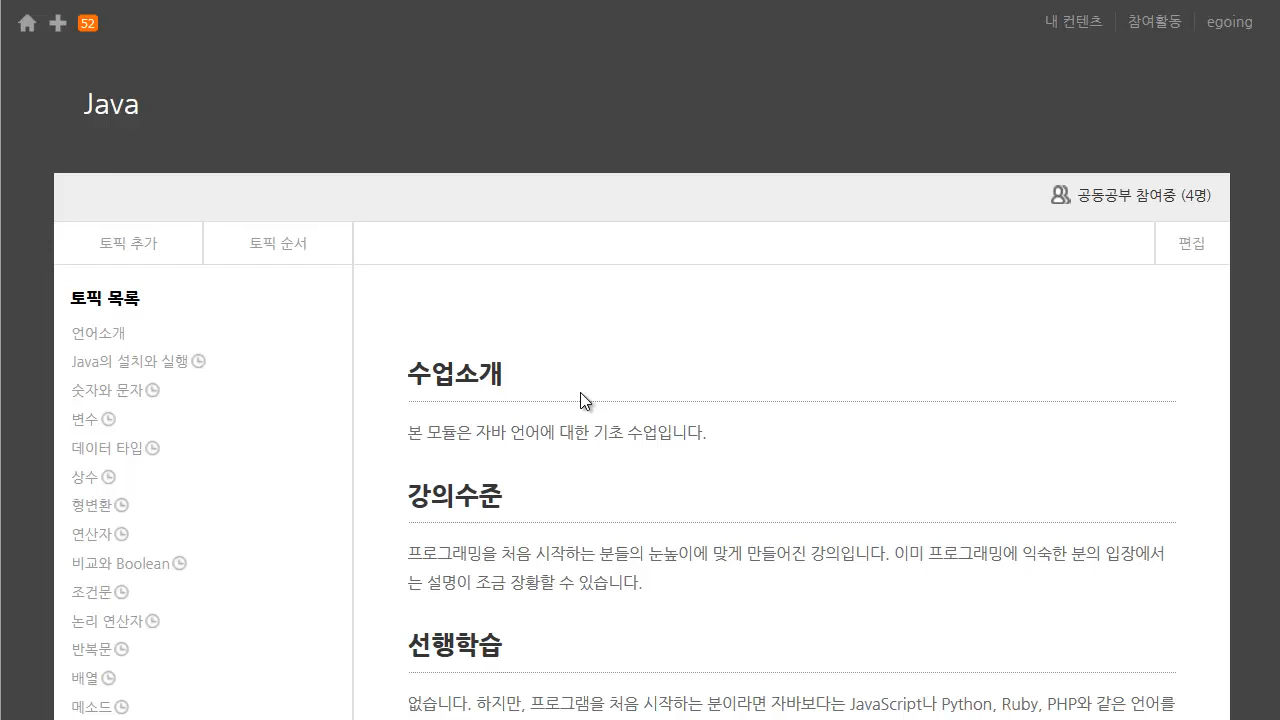 52
내 컨텐츠 참여활동 egoing
Java
공동공부 참여중 (4명)
토픽 추가 토픽 순서 편집
토픽 목록
언어소개
Java의 설치와 실행
숫자와 문자
변수
데이터 타입
상수
형변환
연산자
비교와 Boolean
조건문
논리 연산자
반복문
배열
메소드
수업소개
본 모듈은 자바 언어에 대한 기초 수업입니다.
강의수준
프로그래밍을 처음 시작하는 분들의 눈높이에 맞게 만들어진 강의입니다. 이미 프로그래밍에 익숙한 분의 입장에서
는 설명이 조금 장황할 수 있습니다.
선행학습
없습니다. 하지만, 프로그램을 처음 시작하는 분이라면 자바보다는 JavaScript나 Python, Ruby, PHP와 같은 언어를